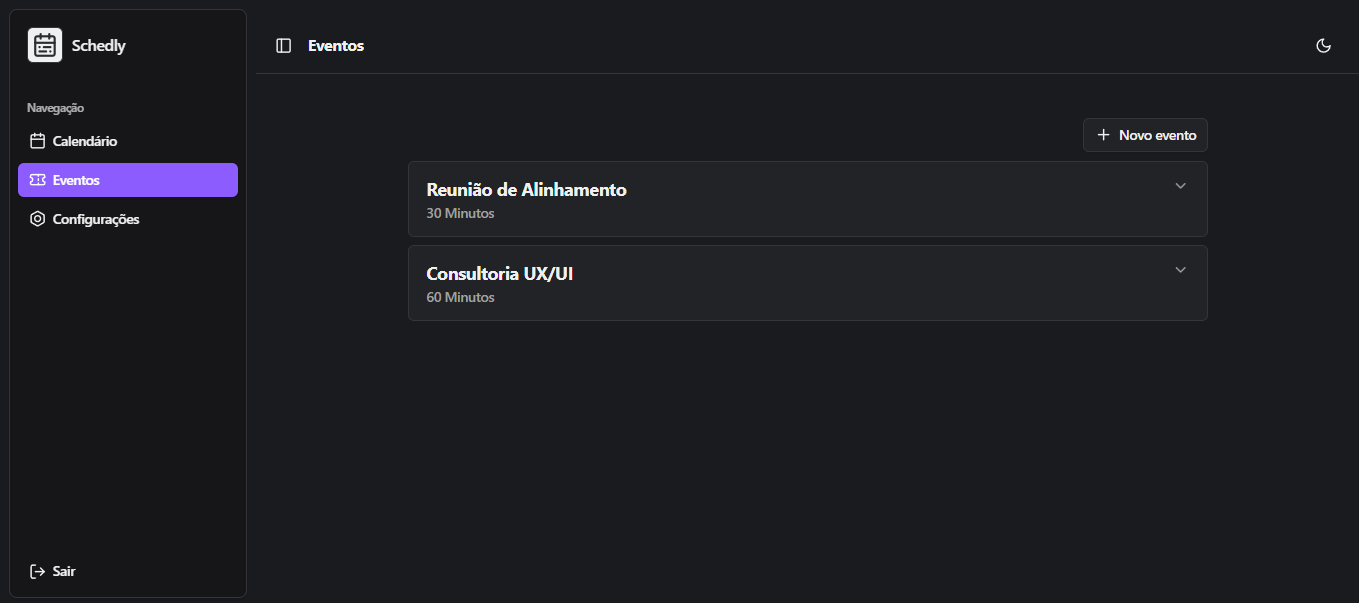 Schedly
Navegação
Calendário
Eventos
Configurações
Sair
Eventos
Novo evento
Reunião de Alinhamento
30 Minutos
Consultoria UX/UI
60 Minutos